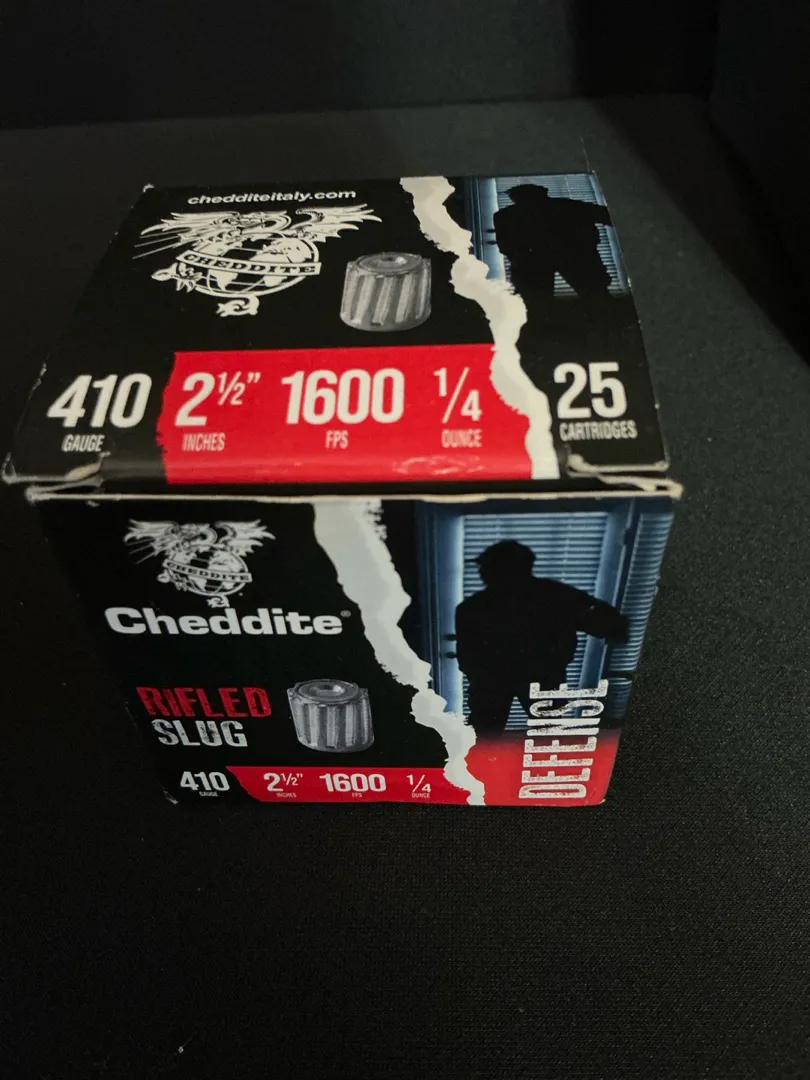 chedditeitaly.com
CHEDDITE
410 2½" 1600 ¼ 25
GAUGE INCHES FPS OUNCE CARTRIDGES
CHEDDITE
Cheddite®
RIFLED
SLUG
DEFENSE
410 2½" 1600 ¼
GAUGE INCHES FPS OUNCE